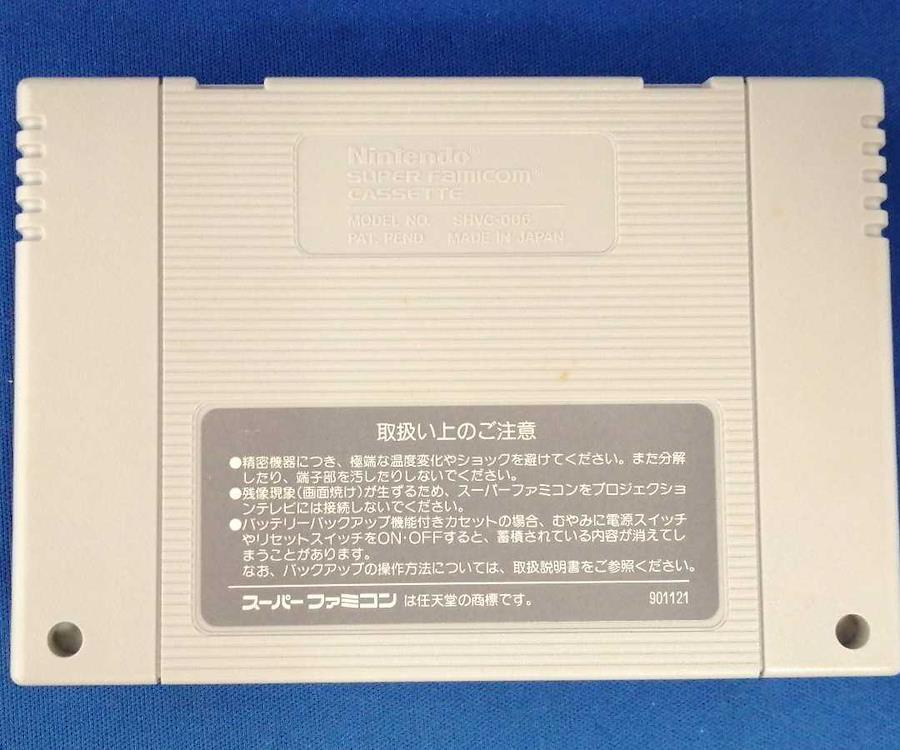 Nintendo®
SUPER FAMICOM®
CASSETTE
MODEL NO. SHVC-006
PAT. PEND. MADE IN JAPAN
取扱い上のご注意
●精密機器につき、極端な温度変化やショックを避けてください。また分解
したり、端子部を汚したりしないでください。
●残像現象(画面焼け)が生ずるため、スーパーファミコンをプロジェクショ
ンテレビには接続しないでください。
●バッテリーバックアップ機能付きカセットの場合、むやみに電源スイッチ
やリセットスイッチをON・OFFすると、蓄積されている内容が消えてし
まうことがあります。
なお、バックアップの操作方法については、取扱説明書をご参照ください。
スーパーファミコン は任天堂の商標です。 901121